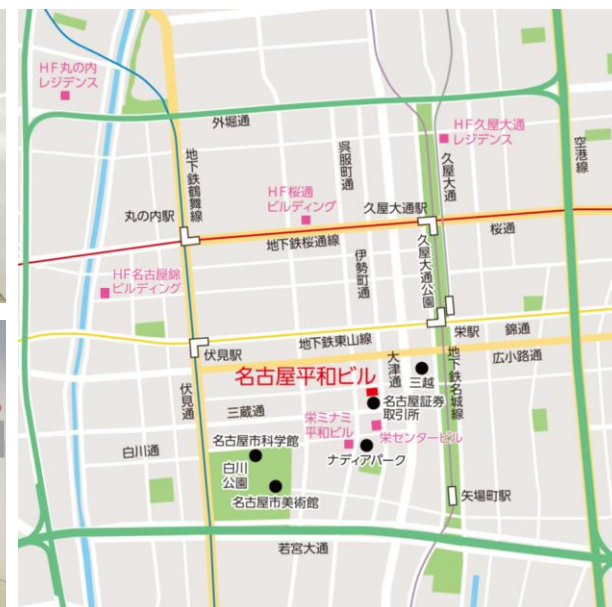 HF丸の内
レジデンス
外堀通
地下鉄鶴舞線
呉服町通
HF久屋大通
レジデンス
久屋大通
空港線
HF桜通
ビルディング
丸の内駅
久屋大通駅
桜通
地下鉄桜通線
伊勢町通
久屋大通公園
HF名古屋錦
ビルディング
地下鉄東山線
栄駅
錦通
伏見駅
広小路通
大津通
地下鉄名城線
三越
名古屋平和ビル
伏見通
名古屋証券
取引所
三蔵通
栄ミナミ
平和ビル
栄センタービル
白川通
名古屋市科学館
ナディアパーク
白川
公園
名古屋市美術館
矢場町駅
若宮大通